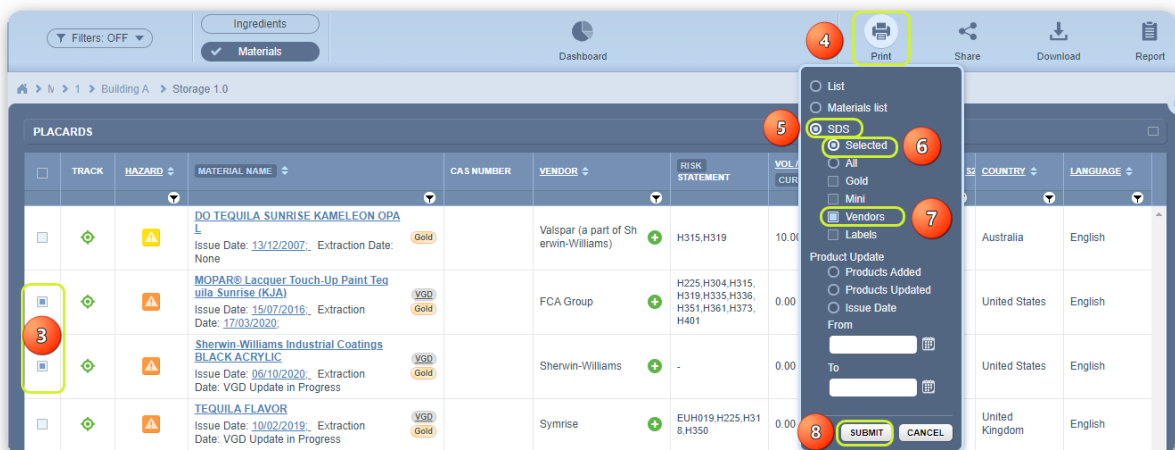 Filters: OFF
Ingredients
Materials
Dashboard
4
Print
Share
Download
Report
1 > Building A > Storage 1.0
List
Materials list
5
SDS
Selected
6
All
Gold
Mini
Vendors
7
Labels
Product Update
Products Added
Products Updated
Issue Date
From
To
8
SUBMIT
CANCEL
PLACARDS
TRACK
HAZARD
MATERIAL NAME
CAS NUMBER
VENDOR
RISK
STATEMENT
COUNTRY
LANGUAGE
DO TEQUILA SUNRISE KAMELEON OPA
L
Issue Date: 13/12/2007; Extraction Date:
None
Gold
Valspar (a part of Sh
erwin-Williams)
H315,H319
10.00
Australia
English
3
MOPAR® Lacquer Touch-Up Paint Teq
uila Sunrise (KJA)
Issue Date: 15/07/2016; Extraction
Date: 17/03/2020;
VGD
Gold
FCA Group
H225,H304,H315,
H319,H335,H336,
H351,H361,H373,
H401
0.00
United States
English
Sherwin-Williams Industrial Coatings
BLACK ACRYLIC
Issue Date: 06/10/2020; Extraction
Date: VGD Update in Progress
VGD
Gold
Sherwin-Williams
-
0.00
United States
English
TEQUILA FLAVOR
Issue Date: 10/02/2019; Extraction
Date: VGD Update in Progress
VGD
Gold
Symrise
EUH019,H225,H31
8,H350
0.00
United
Kingdom
English